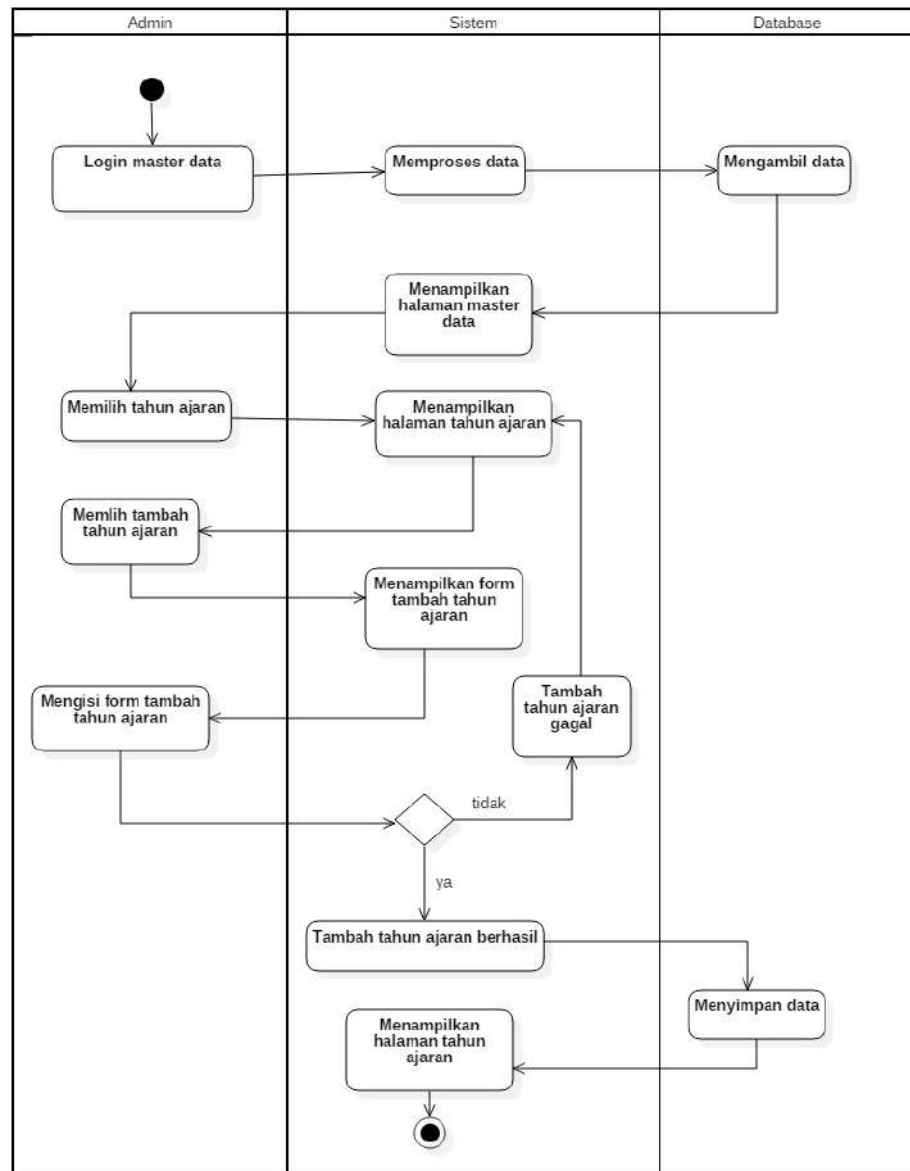 Admin
Sistem
Database
Login master data
Memproses data
Mengambil data
Menampilkan
halaman master
data
Memilih tahun ajaran
Menampilkan
halaman tahun ajaran
Memlih tambah
tahun ajaran
Menampilkan form
tambah tahun
ajaran
Mengisi form tambah
tahun ajaran
Tambah
tahun ajaran
gagal
tidak
ya
Tambah tahun ajaran berhasil
Menyimpan data
Menampilkan
halaman tahun
ajaran